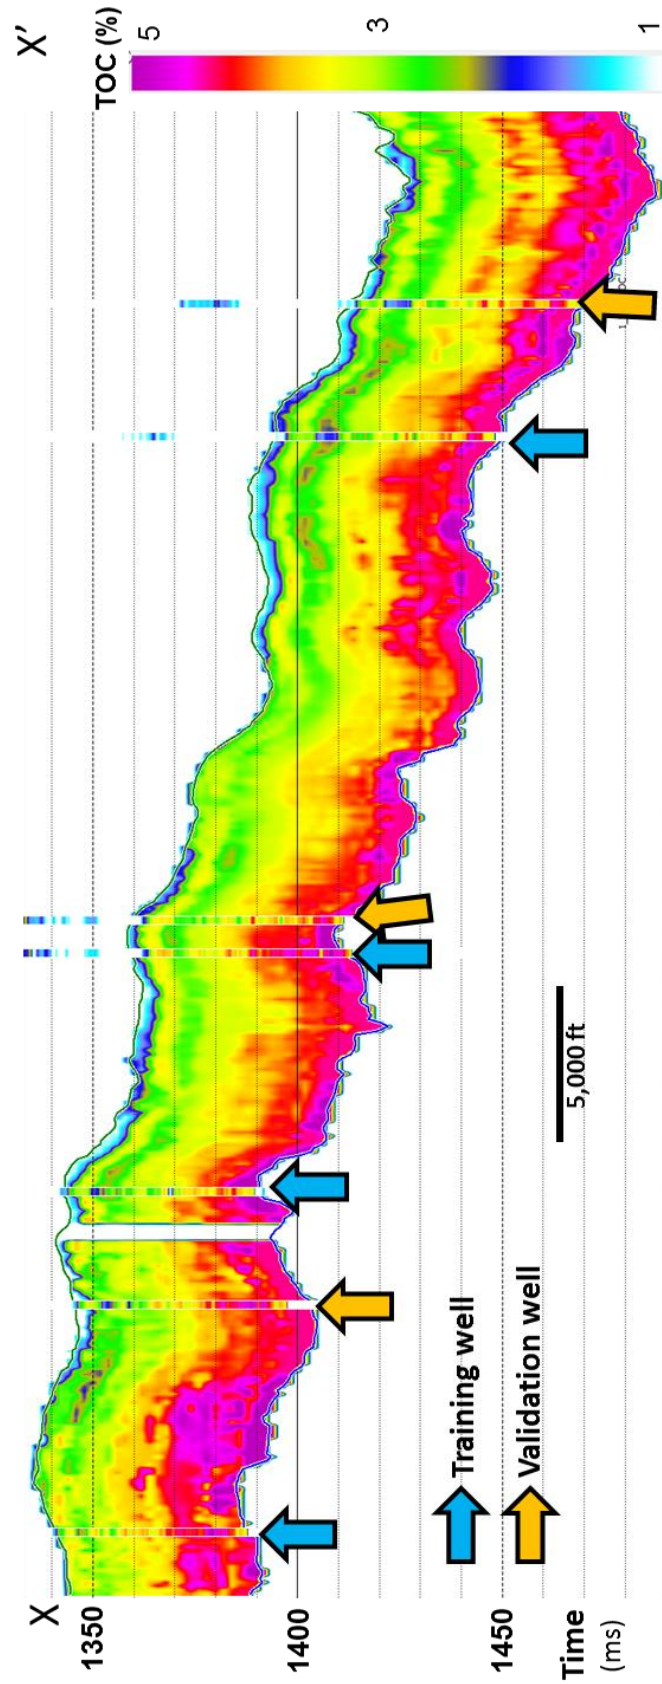 X
X'
TOC (%)
5
3
1
1350
1400
1450
Time
(ms)
5,000 ft
Training well
Validation well